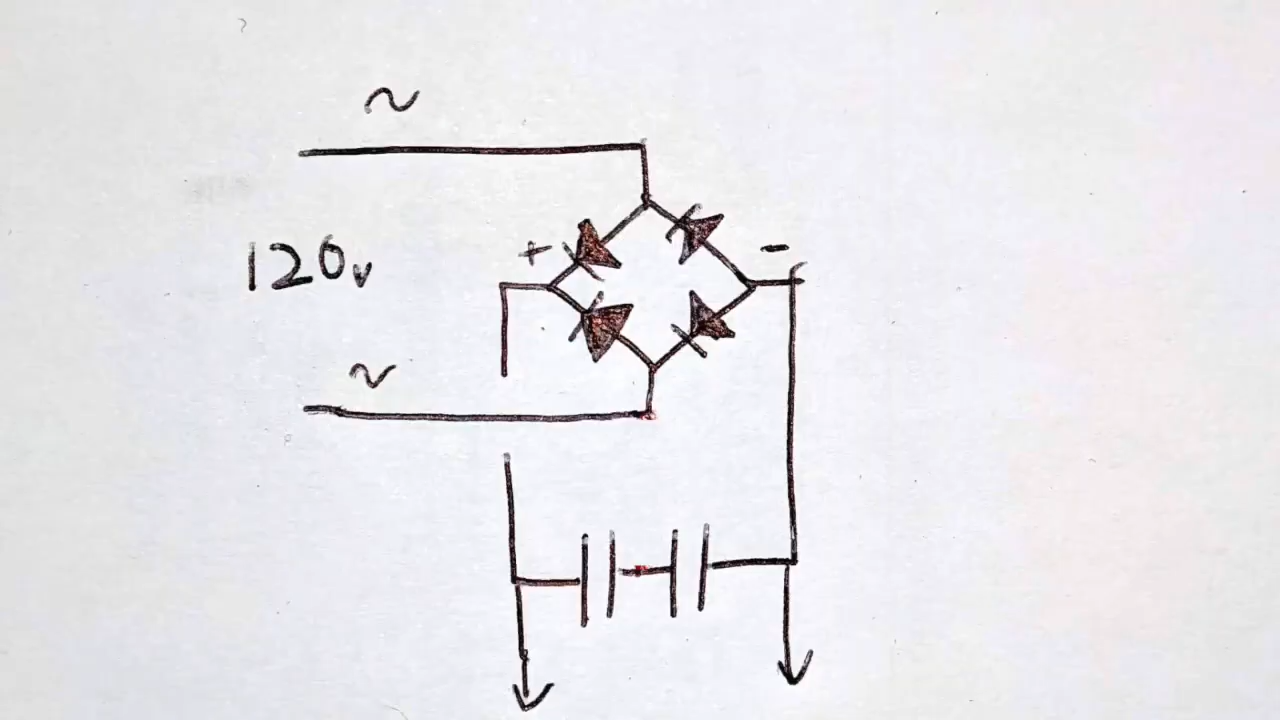 ~
120v
+ -
~